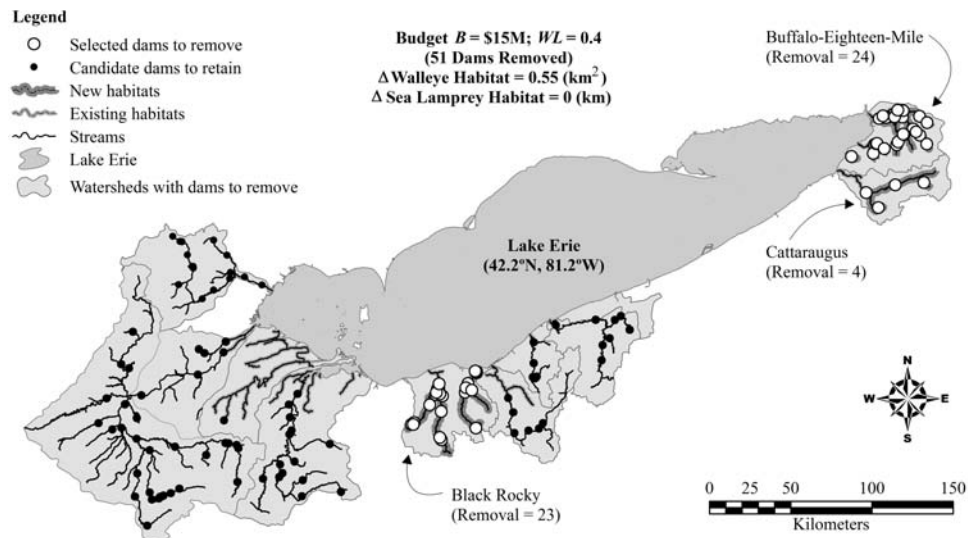 Legend
Selected dams to remove
Candidate dams to retain
New habitats
Existing habitats
Streams
Lake Erie
Watersheds with dams to remove
Budget B = $15M; WL = 0.4
(51 Dams Removed)
Δ Walleye Habitat = 0.55 (km²)
Δ Sea Lamprey Habitat = 0 (km)
Buffalo-Eighteen-Mile
(Removal = 24)
Lake Erie
(42.2ºN, 81.2ºW)
Cattaraugus
(Removal = 4)
N
W E
S
Black Rocky
(Removal = 23)
0 25 50 100 150
Kilometers